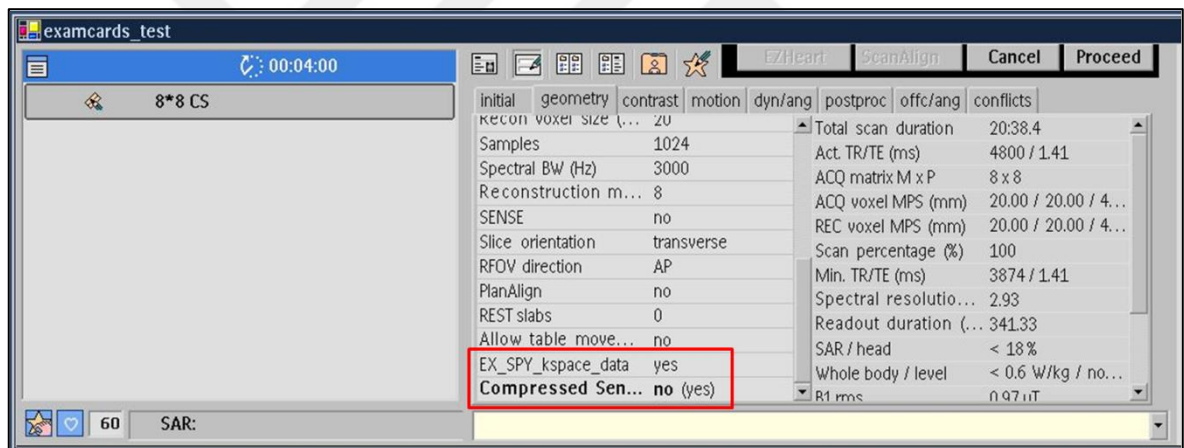 examcards_test
00:04:00
EZHeart ScanAlign Cancel Proceed
8*8 CS
initial geometry contrast motion dyn/ang postproc offc/ang conflicts
Recon voxel size (... 20
Samples 1024
Spectral BW (Hz) 3000
Reconstruction m... 8
SENSE no
Slice orientation transverse
RFOV direction AP
PlanAlign no
REST slabs 0
Allow table move... no
EX_SPY_kspace_data yes
Compressed Sen... no (yes)
Total scan duration 20:38.4
Act. TR/TE (ms) 4800 / 1.41
ACQ matrix M x P 8 x 8
ACQ voxel MPS (mm) 20.00 / 20.00 / 4...
REC voxel MPS (mm) 20.00 / 20.00 / 4...
Scan percentage (%) 100
Min. TR/TE (ms) 3874 / 1.41
Spectral resolutio... 2.93
Readout duration (... 341.33
SAR / head < 18 %
Whole body / level < 0.6 W/kg / no...
B1 rms 0.97 uT
60 SAR: